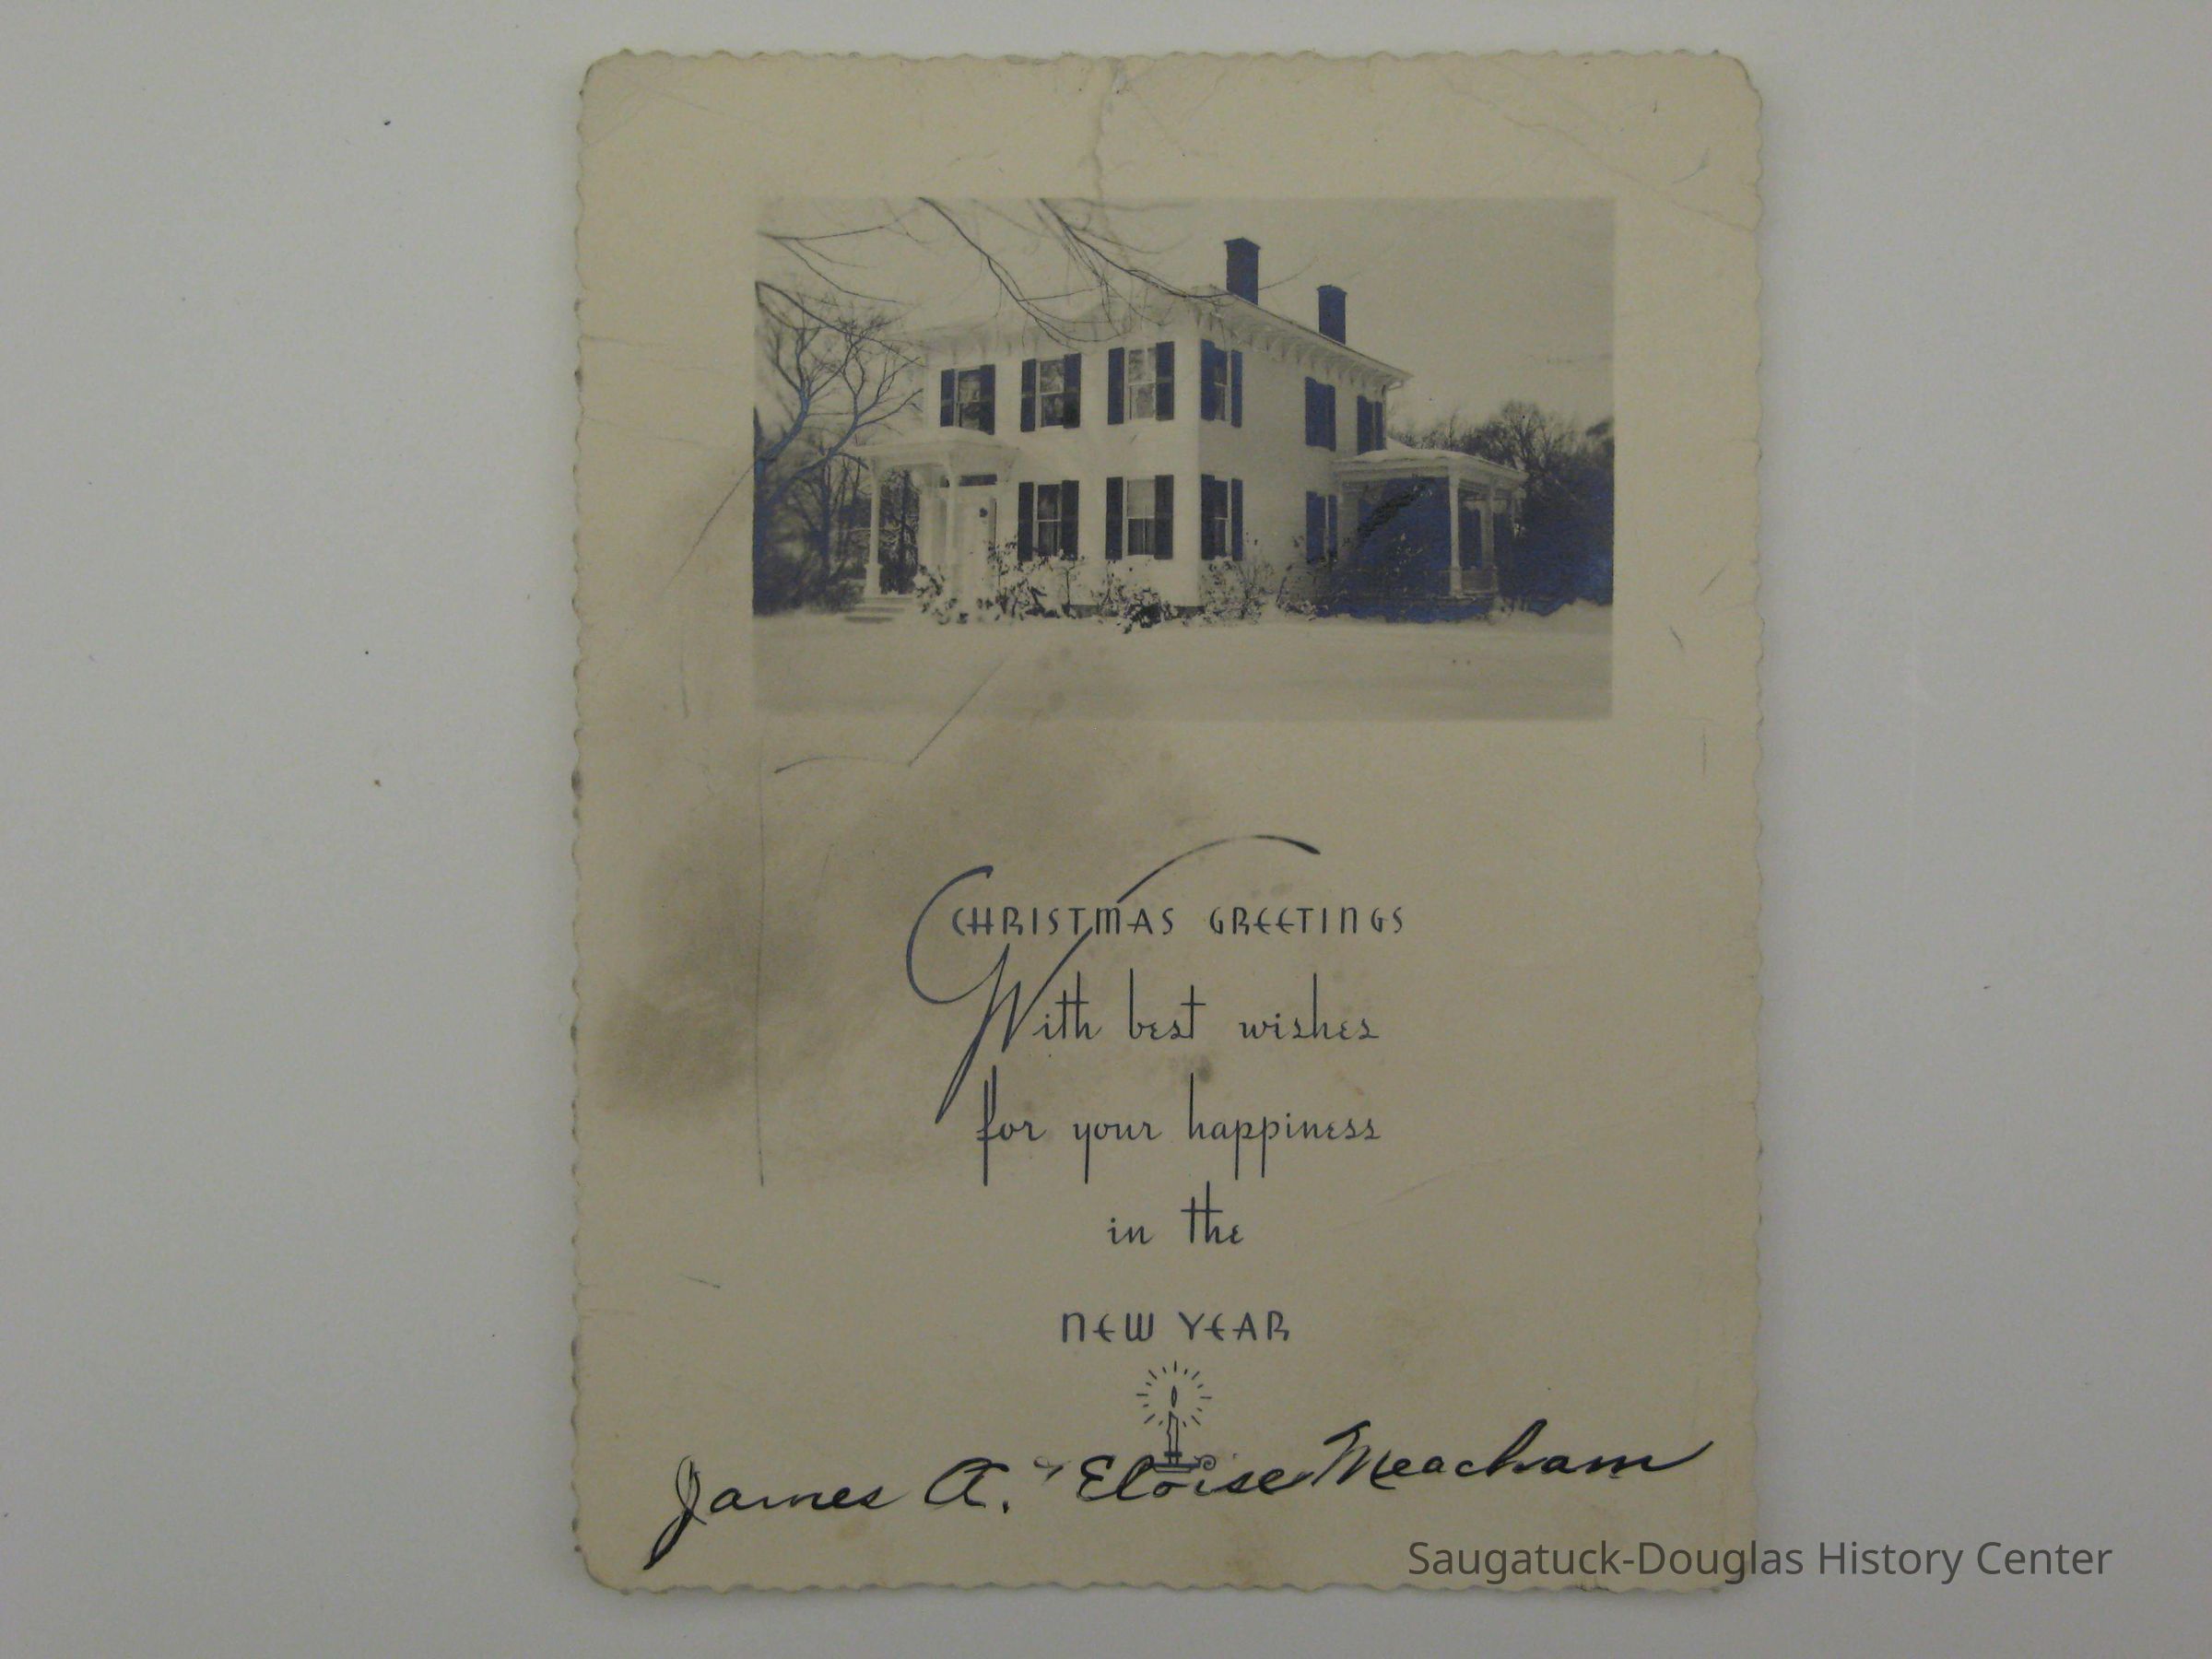 CHRISTMAS GREETINGS
With best wishes
for your happiness
in the
NEW YEAR
James A. & Eloise Meacham
Saugatuck-Douglas History Center